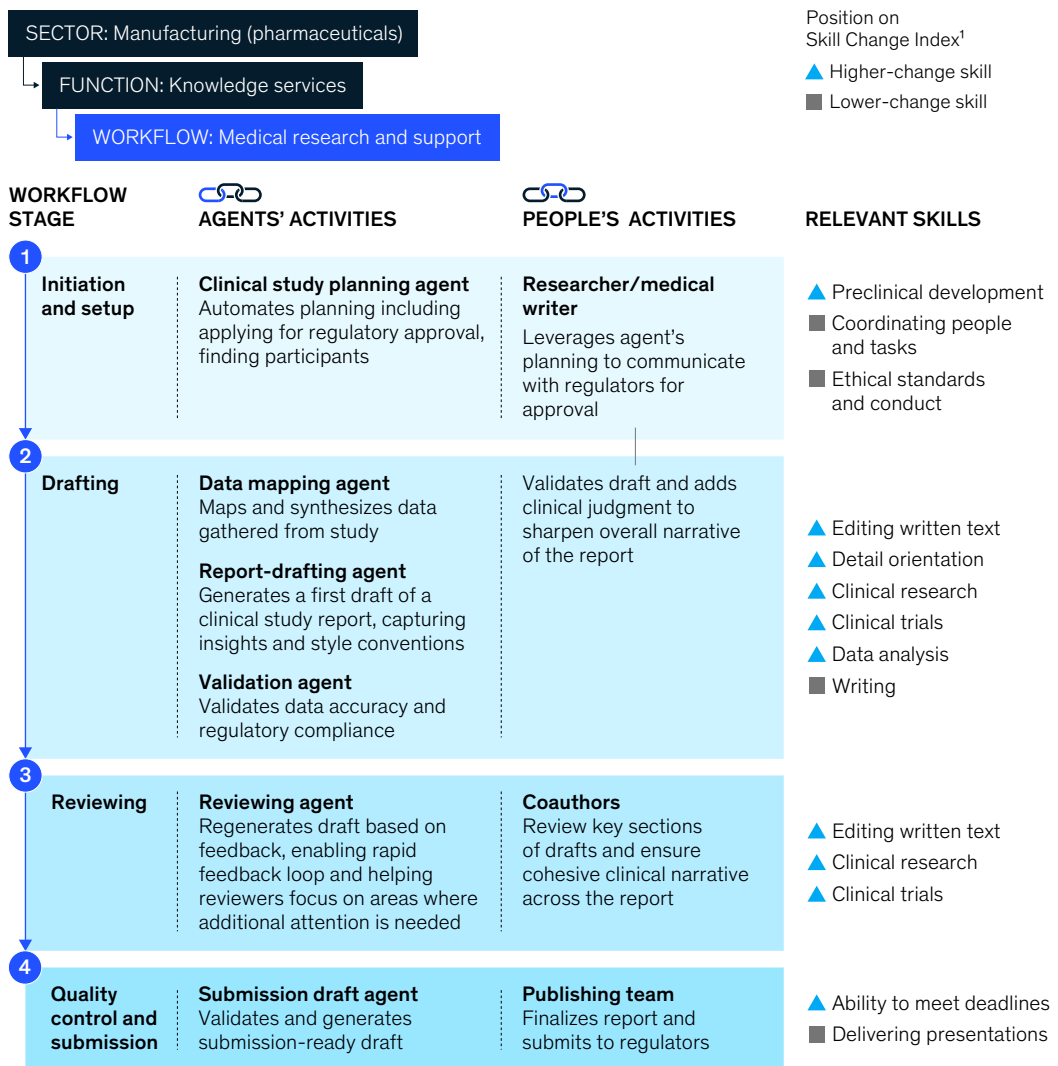 SECTOR: Manufacturing (pharmaceuticals)
FUNCTION: Knowledge services
WORKFLOW: Medical research and support
Position on
Skill Change Index¹
Higher-change skill
Lower-change skill
WORKFLOW
STAGE
AGENTS’ ACTIVITIES
PEOPLE’S ACTIVITIES
RELEVANT SKILLS
1
Initiation
and setup
Clinical study planning agent
Automates planning including
applying for regulatory approval,
finding participants
Researcher/medical
writer
Leverages agent’s
planning to communicate
with regulators for
approval
Preclinical development
Coordinating people
and tasks
Ethical standards
and conduct
2
Drafting
Data mapping agent
Maps and synthesizes data
gathered from study
Report-drafting agent
Generates a first draft of a
clinical study report, capturing
insights and style conventions
Validation agent
Validates data accuracy and
regulatory compliance
Validates draft and adds
clinical judgment to
sharpen overall narrative
of the report
Editing written text
Detail orientation
Clinical research
Clinical trials
Data analysis
Writing
3
Reviewing
Reviewing agent
Regenerates draft based on
feedback, enabling rapid
feedback loop and helping
reviewers focus on areas where
additional attention is needed
Coauthors
Review key sections
of drafts and ensure
cohesive clinical narrative
across the report
Editing written text
Clinical research
Clinical trials
4
Quality
control and
submission
Submission draft agent
Validates and generates
submission-ready draft
Publishing team
Finalizes report and
submits to regulators
Ability to meet deadlines
Delivering presentations